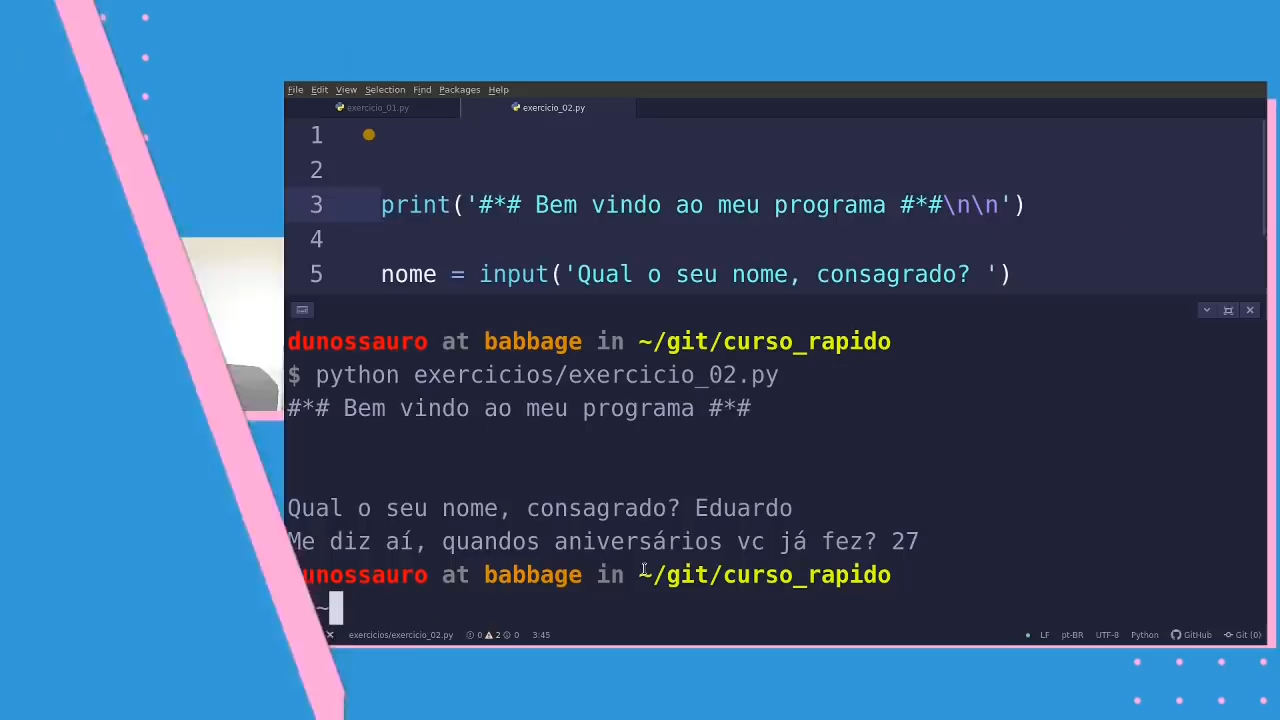 File Edit View Selection Find Packages Help
exercicio_01.py exercicio_02.py
1
2
3 print('#*# Bem vindo ao meu programa #*#\n\n')
4
5 nome = input('Qual o seu nome, consagrado? ')
dunossauro at babbage in ~/git/curso_rapido
$ python exercicios/exercicio_02.py
#*# Bem vindo ao meu programa #*#
Qual o seu nome, consagrado? Eduardo
Me diz aí, quandos aniversários vc já fez? 27
unossauro at babbage in ~/git/curso_rapido
~
exercicios/exercicio_02.py 0 2 0 3:45 LF pt-BR UTF-8 Python GitHub Git (0)